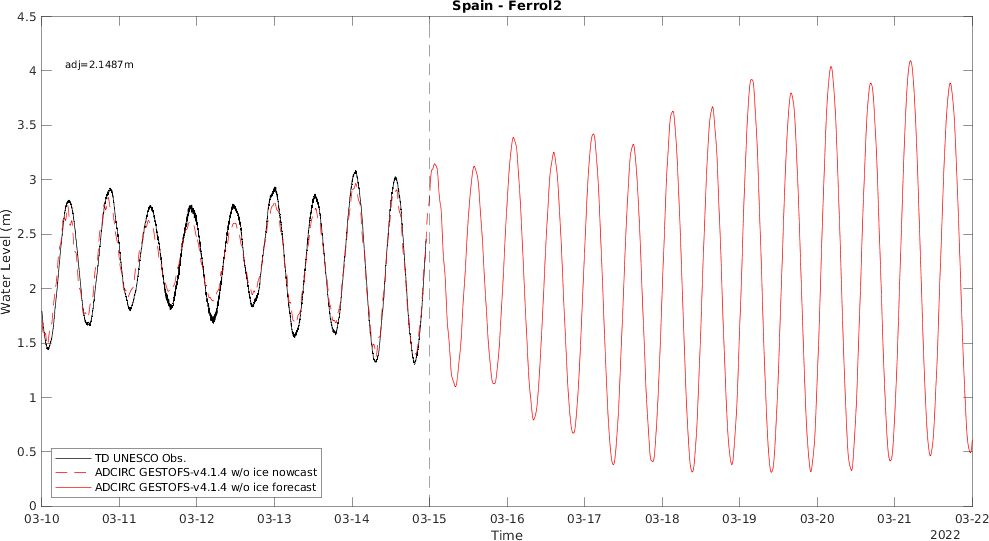 Spain - Ferrol2
adj=2.1487m
Water Level (m)
4.5
4
3.5
3
2.5
2
1.5
1
0.5
0
TD UNESCO Obs.
ADCIRC GESTOFS-v4.1.4 w/o ice nowcast
ADCIRC GESTOFS-v4.1.4 w/o ice forecast
03-10 03-11 03-12 03-13 03-14 03-15 03-16 03-17 03-18 03-19 03-20 03-21 03-22
Time
2022